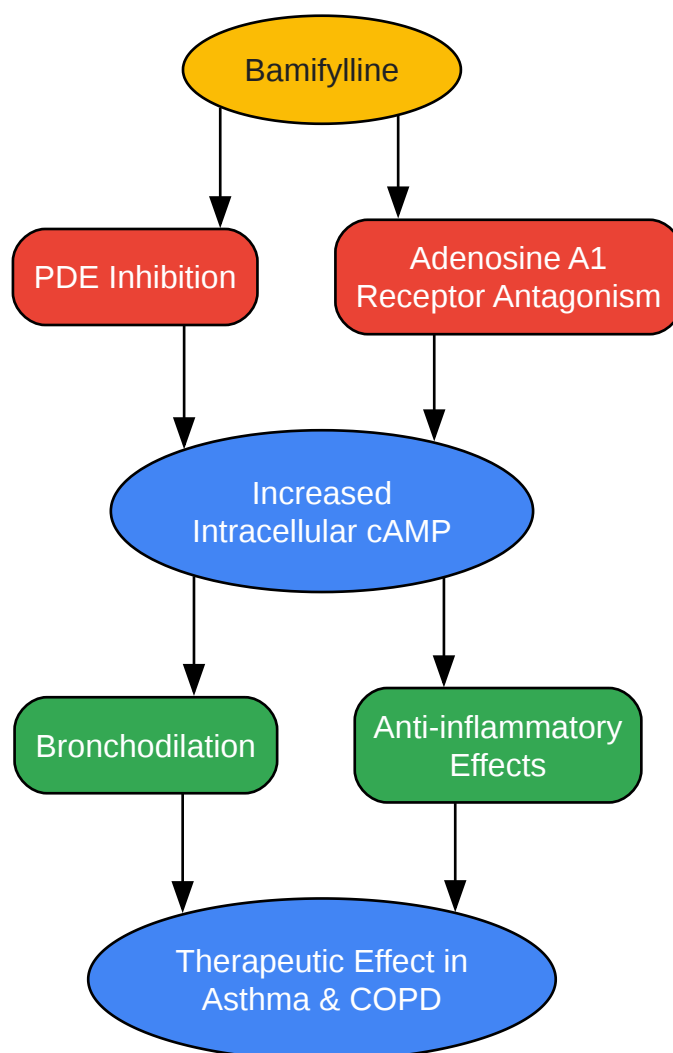 Bamifylline
PDE Inhibition
Adenosine A1
Receptor Antagonism
Increased
Intracellular cAMP
Bronchodilation
Anti-inflammatory
Effects
Therapeutic Effect in
Asthma & COPD